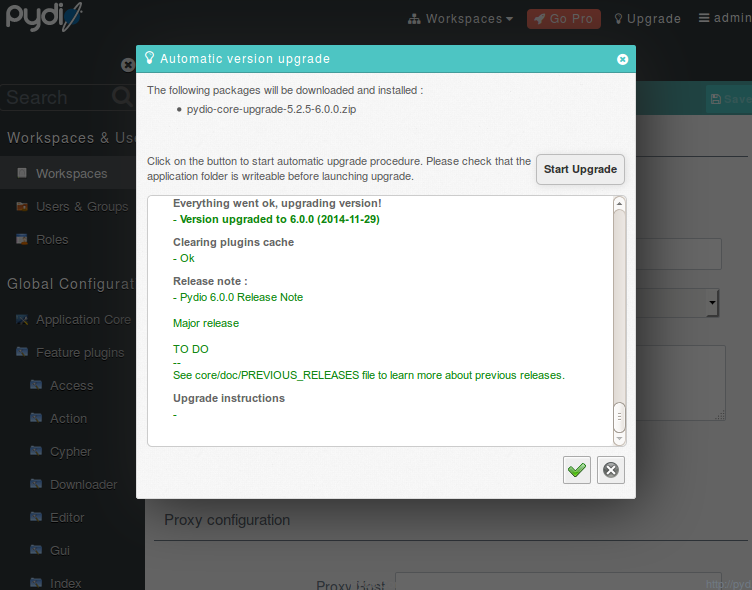 pydio
Workspaces
Go Pro
Upgrade
admin
Automatic version upgrade
The following packages will be downloaded and installed :
pydio-core-upgrade-5.2.5-6.0.0.zip
Search
Save
Click on the button to start automatic upgrade procedure. Please check that the
application folder is writeable before launching upgrade.
Start Upgrade
Workspaces & Use
Workspaces
Users & Groups
Roles
Global Configurat
Application Core
Feature plugins
Access
Action
Cypher
Downloader
Editor
Gui
Index
Everything went ok, upgrading version!
- Version upgraded to 6.0.0 (2014-11-29)
Clearing plugins cache
- Ok
Release note :
- Pydio 6.0.0 Release Note
Major release
TO DO
--
See core/doc/PREVIOUS_RELEASES file to learn more about previous releases.
Upgrade instructions
-
Proxy configuration
Proxy Host
http://pyd